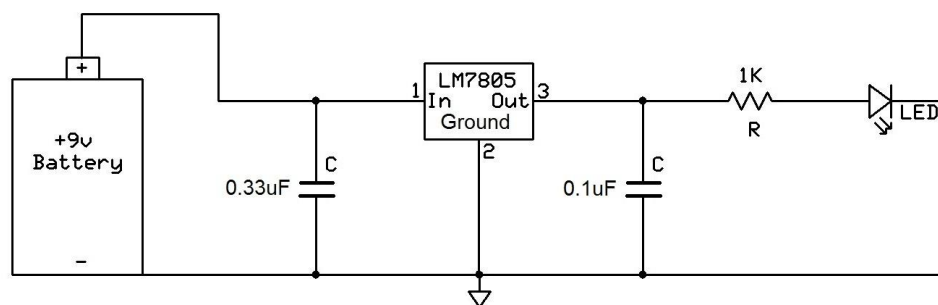 +
+9v
Battery
-
0.33uF
C
1
LM7805
In Out
Ground
3
2
0.1uF
C
1K
R
LED